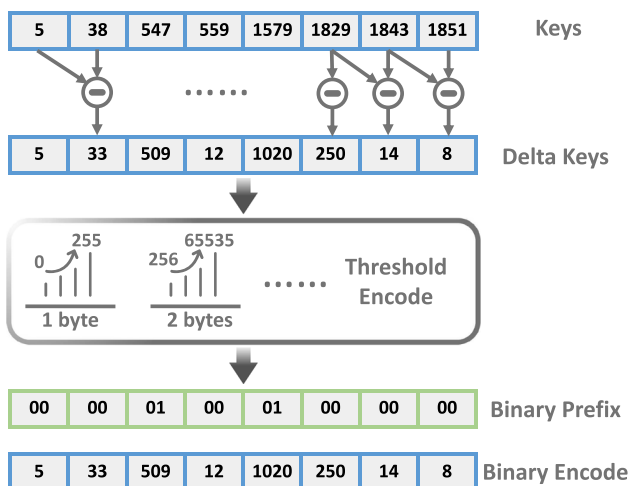 5 38 547 559 1579 1829 1843 1851 Keys
......
5 33 509 12 1020 250 14 8 Delta Keys
0 255 256 65535
...... Threshold
Encode
1 byte 2 bytes
00 00 01 00 01 00 00 00 Binary Prefix
5 33 509 12 1020 250 14 8 Binary Encode